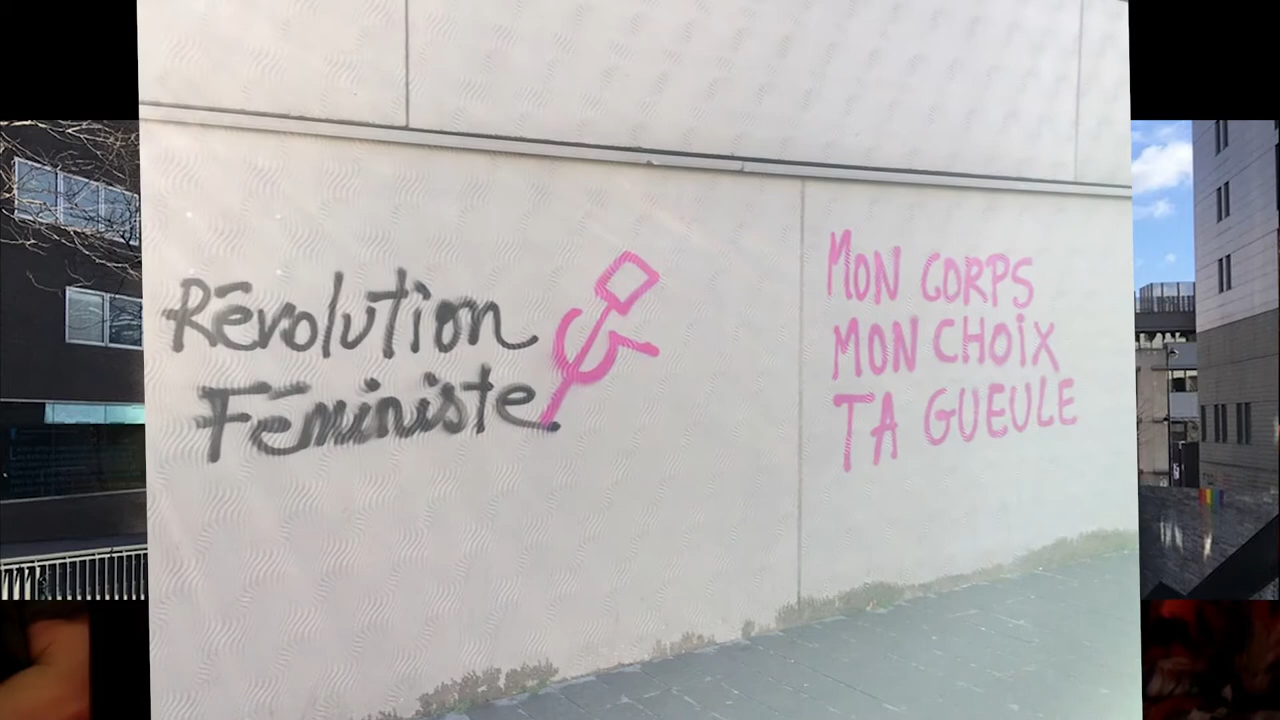 Révolution
Féministe.
MON CORPS
MON CHOiX
TA GUEULE